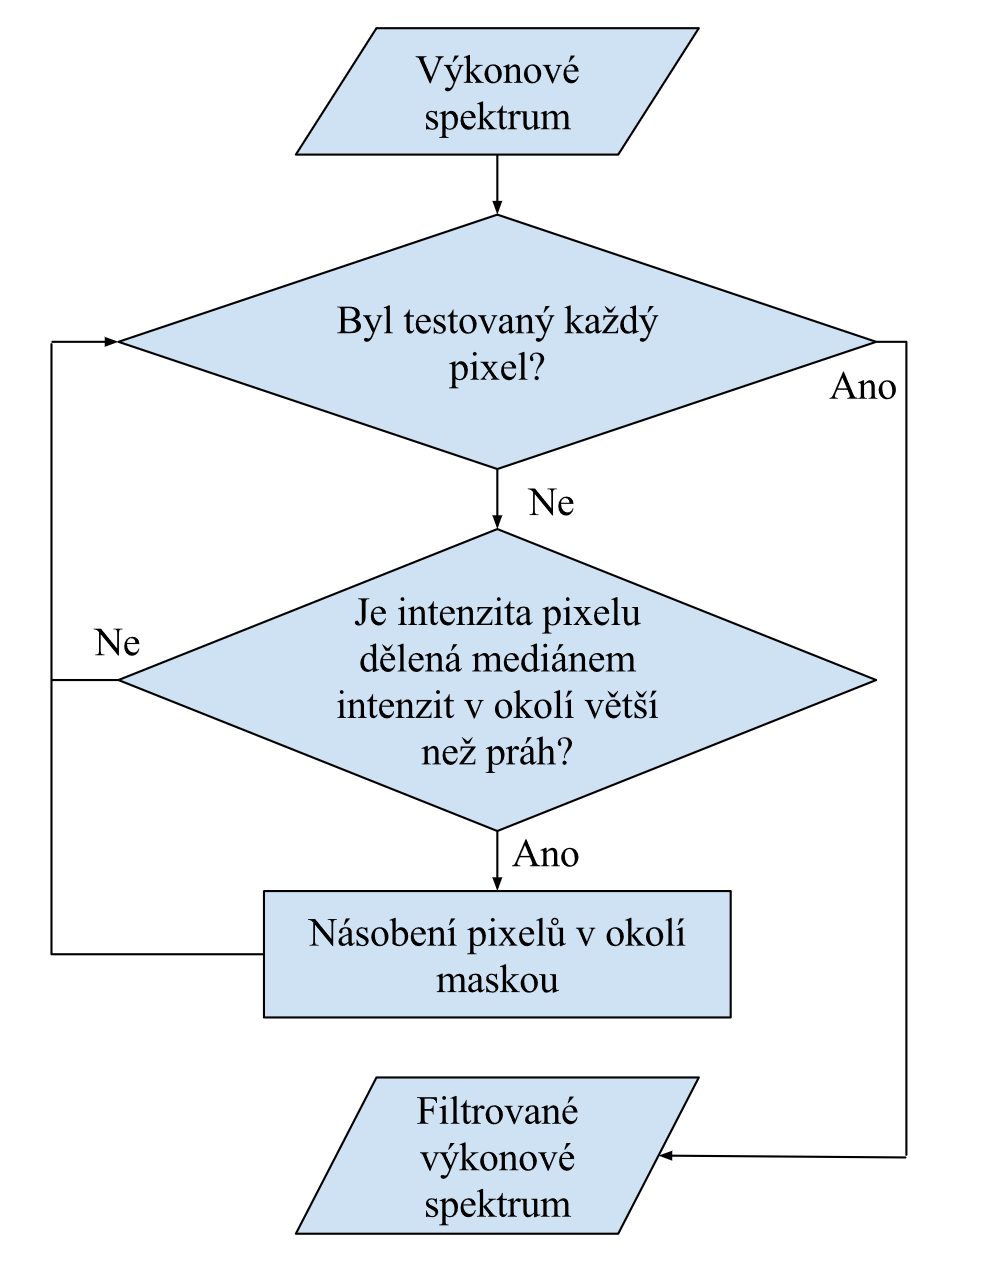 Výkonové
spektrum
Byl testovaný každý
pixel?
Ano
Ne
Je intenzita pixelu
dělená mediánem
intenzit v okolí větší
než práh?
Ne
Ano
Násobení pixelů v okolí
maskou
Filtrované
výkonové
spektrum